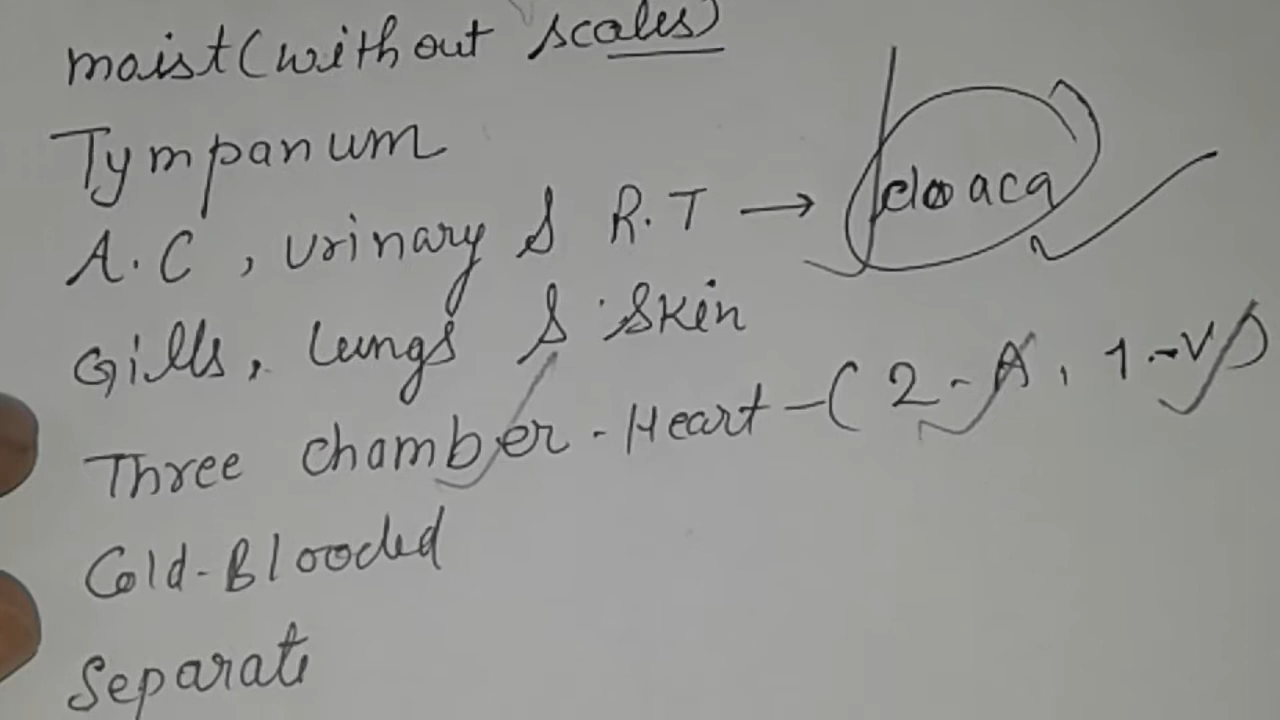 moist (without scales)
Tympanum
A.C, urinary & R.T → cloaca
Gills, lungs & skin
Three chamber - Heart - (2-A, 1-V)
Cold-Blooded
Separate